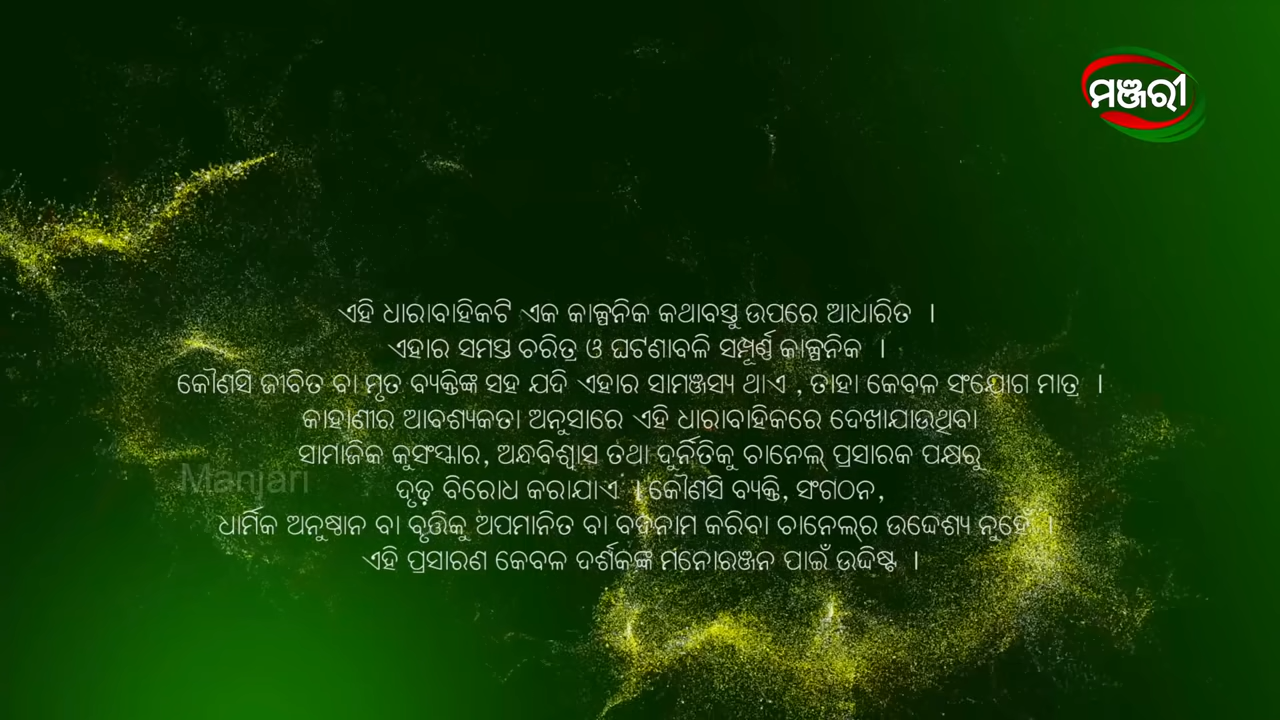 ମଞ୍ଜରୀ
ଏହି ଧାରାବାହିକଟି ଏକ କାଳ୍ପନିକ କଥାବସ୍ତୁ ଉପରେ ଆଧାରିତ ।
ଏହାର ସମସ୍ତ ଚରିତ୍ର ଓ ଘଟଣାବଳି ସମ୍ପୂର୍ଣ୍ଣ କାଳ୍ପନିକ ।
କୌଣସି ଜୀବିତ ବା ମୃତ ବ୍ୟକ୍ତିଙ୍କ ସହ ଯଦି ଏହାର ସାମଞ୍ଜସ୍ୟ ଥାଏ , ତାହା କେବଳ ସଂଯୋଗ ମାତ୍ର ।
କାହାଣୀର ଆବଶ୍ୟକତା ଅନୁସାରେ ଏହି ଧାରାବାହିକରେ ଦେଖାଯାଉଥିବା
ସାମାଜିକ କୁସଂସ୍କାର, ଅନ୍ଧବିଶ୍ୱାସ ତଥା ଦୁର୍ନିତିକୁ ଚାନେଲ୍ ପ୍ରସାରକ ପକ୍ଷରୁ
Manjari
ଦୃଢ଼ ବିରୋଧ କରାଯାଏ । କୌଣସି ବ୍ୟକ୍ତି, ସଂଗଠନ,
ଧାର୍ମିକ ଅନୁଷ୍ଠାନ ବା ବୃତ୍ତିକୁ ଅପମାନିତ ବା ବଦନାମ କରିବା ଚାନେଲ୍‌ର ଉଦ୍ଦେଶ୍ୟ ନୁହେଁ ।
ଏହି ପ୍ରସାରଣ କେବଳ ଦର୍ଶକଙ୍କ ମନୋରଞ୍ଜନ ପାଇଁ ଉଦ୍ଦିଷ୍ଟ ।